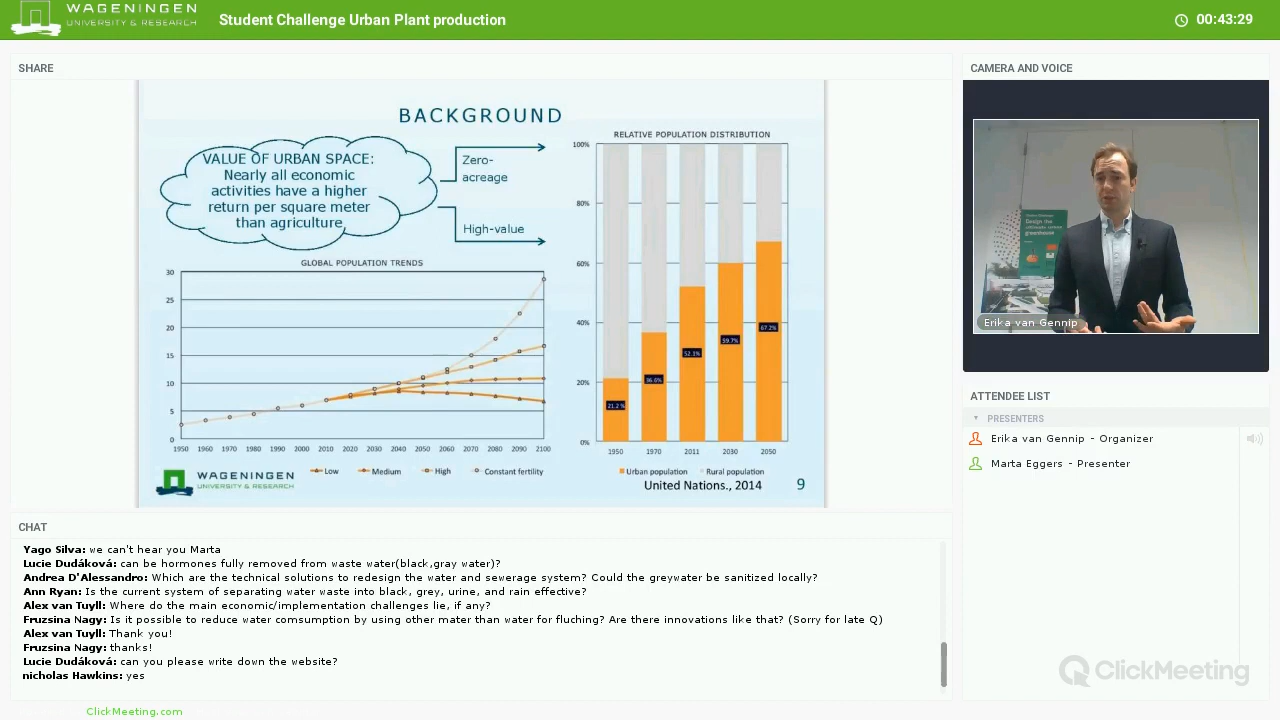 WAGENINGEN
UNIVERSITY & RESEARCH
Student Challenge Urban Plant production
00:43:29
SHARE
BACKGROUND
VALUE OF URBAN SPACE:
Nearly all economic
activities have a higher
return per square meter
than agriculture
Zero-
acreage
High-value
GLOBAL POPULATION TRENDS
30
25
20
15
10
5
0
1950 1960 1970 1980 1990 2000 2010 2020 2030 2040 2050 2060 2070 2080 2090 2100
Low Medium High Constant fertility
RELATIVE POPULATION DISTRIBUTION
100%
80%
60%
40%
20%
0%
21.2 %
36.6%
52.1%
59.7%
67.2%
1950 1970 2011 2030 2050
Urban population Rural population
WAGENINGEN
UNIVERSITY & RESEARCH
United Nations., 2014
9
CAMERA AND VOICE
Design the
ultimate urban
greenhouse
Erika van Gennip
ATTENDEE LIST
PRESENTERS
Erika van Gennip - Organizer
Marta Eggers - Presenter
CHAT
Yago Silva: we can't hear you Marta
Lucie Dudáková: can be hormones fully removed from waste water(black,gray water)?
Andrea D'Alessandro: Which are the technical solutions to redesign the water and sewerage system? Could the greywater be sanitized locally?
Ann Ryan: Is the current system of separating water waste into black, grey, urine, and rain effective?
Alex van Tuyll: Where do the main economic/implementation challenges lie, if any?
Fruzsina Nagy: Is it possible to reduce water comsumption by using other mater than water for fluching? Are there innovations like that? (Sorry for late Q)
Alex van Tuyll: Thank you!
Fruzsina Nagy: thanks!
Lucie Dudáková: can you please write down the website?
nicholas Hawkins: yes
ClickMeeting
ClickMeeting.com